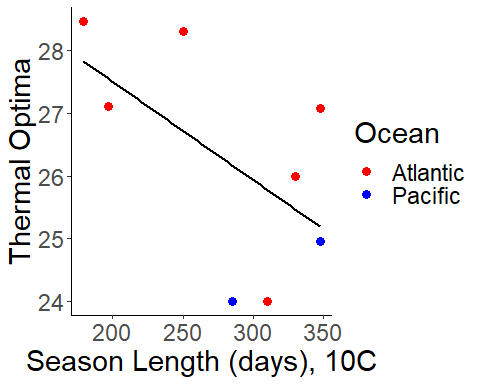 Thermal Optima
28
27
26
25
24
200 250 300 350
Season Length (days), 10C
Ocean
Atlantic
Pacific